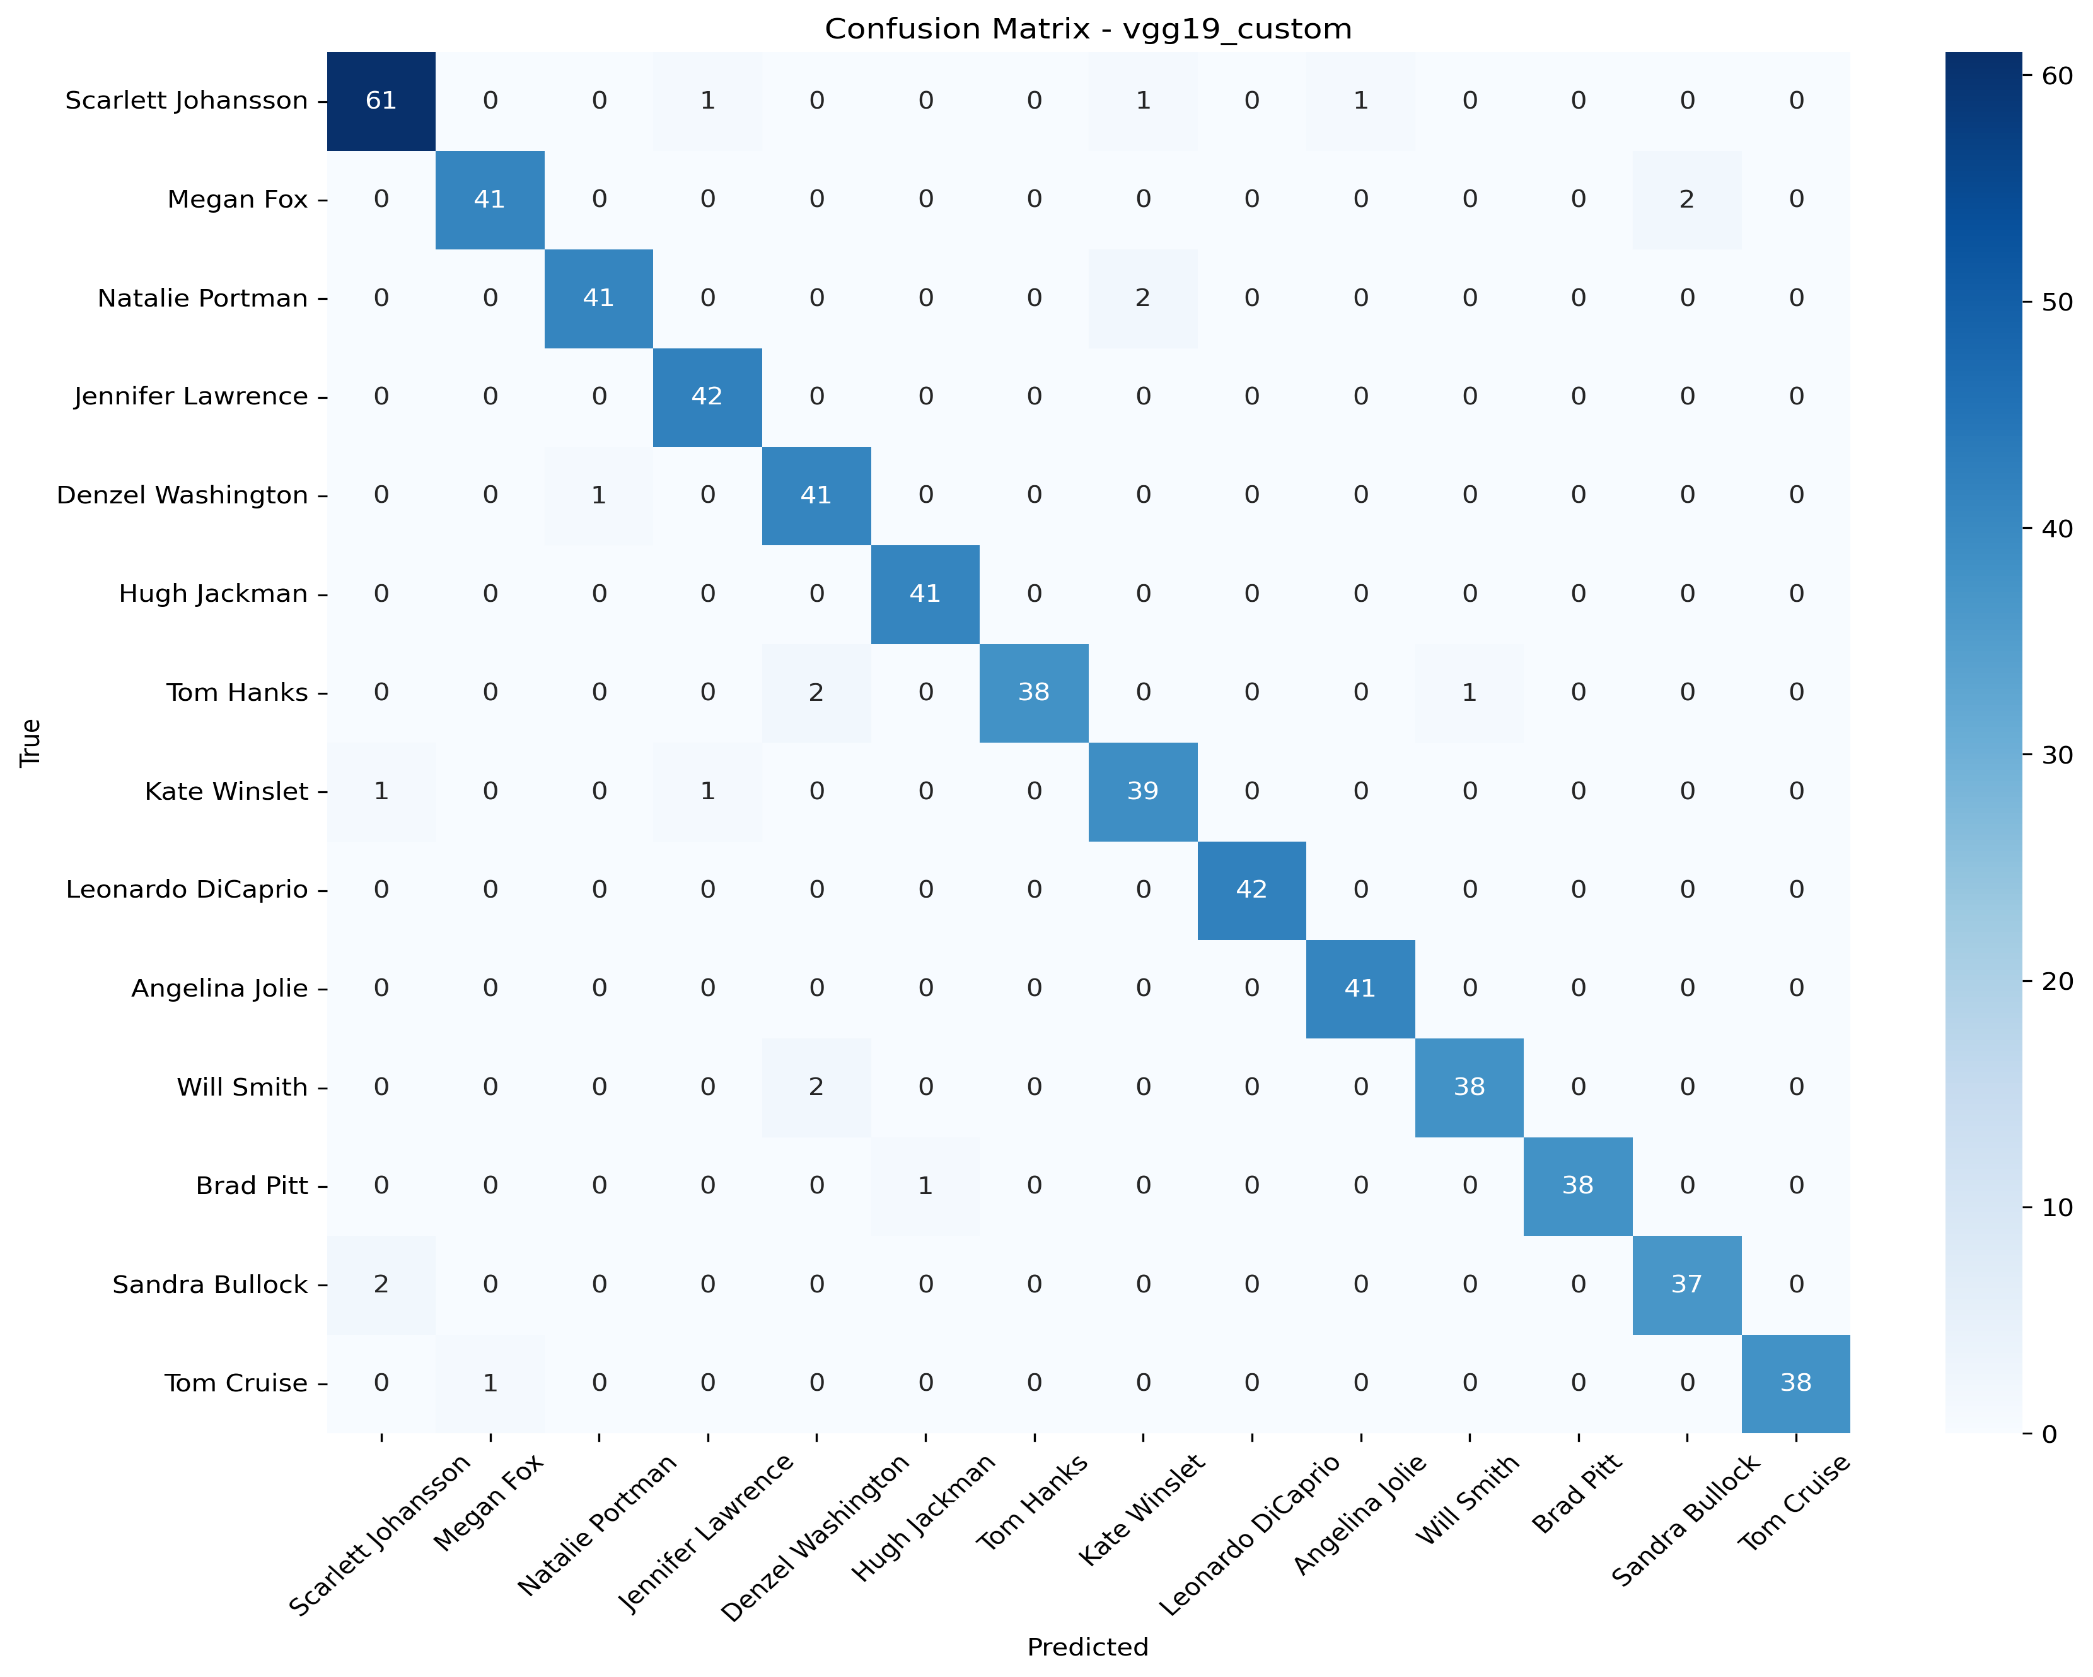 Confusion Matrix - vgg19_custom
Scarlett Johansson 61 0 0 1 0 0 0 1 0 1 0 0 0 0
Megan Fox 0 41 0 0 0 0 0 0 0 0 0 0 2 0
Natalie Portman 0 0 41 0 0 0 0 2 0 0 0 0 0 0
Jennifer Lawrence 0 0 0 42 0 0 0 0 0 0 0 0 0 0
Denzel Washington 0 0 1 0 41 0 0 0 0 0 0 0 0 0
Hugh Jackman 0 0 0 0 0 41 0 0 0 0 0 0 0 0
Tom Hanks 0 0 0 0 2 0 38 0 0 0 1 0 0 0
Kate Winslet 1 0 0 1 0 0 0 39 0 0 0 0 0 0
Leonardo DiCaprio 0 0 0 0 0 0 0 0 42 0 0 0 0 0
Angelina Jolie 0 0 0 0 0 0 0 0 0 41 0 0 0 0
Will Smith 0 0 0 0 2 0 0 0 0 0 38 0 0 0
Brad Pitt 0 0 0 0 0 1 0 0 0 0 0 38 0 0
Sandra Bullock 2 0 0 0 0 0 0 0 0 0 0 0 37 0
Tom Cruise 0 1 0 0 0 0 0 0 0 0 0 0 0 38
True
Scarlett Johansson
Megan Fox
Natalie Portman
Jennifer Lawrence
Denzel Washington
Hugh Jackman
Tom Hanks
Kate Winslet
Leonardo DiCaprio
Angelina Jolie
Will Smith
Brad Pitt
Sandra Bullock
Tom Cruise
Predicted
60
50
40
30
20
10
0